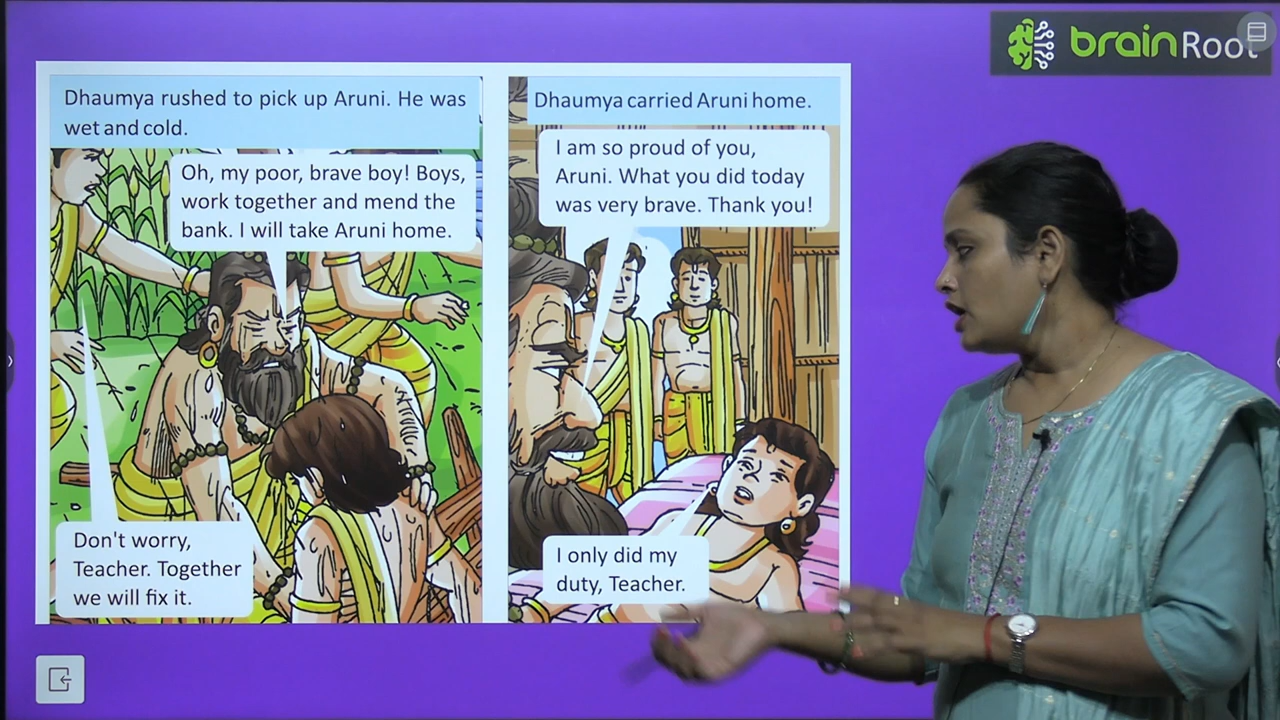 brainRoot
Dhaumya rushed to pick up Aruni. He was
wet and cold.
Oh, my poor, brave boy! Boys,
work together and mend the
bank. I will take Aruni home.
Don't worry,
Teacher. Together
we will fix it.
Dhaumya carried Aruni home.
I am so proud of you,
Aruni. What you did today
was very brave. Thank you!
I only did my
duty, Teacher.